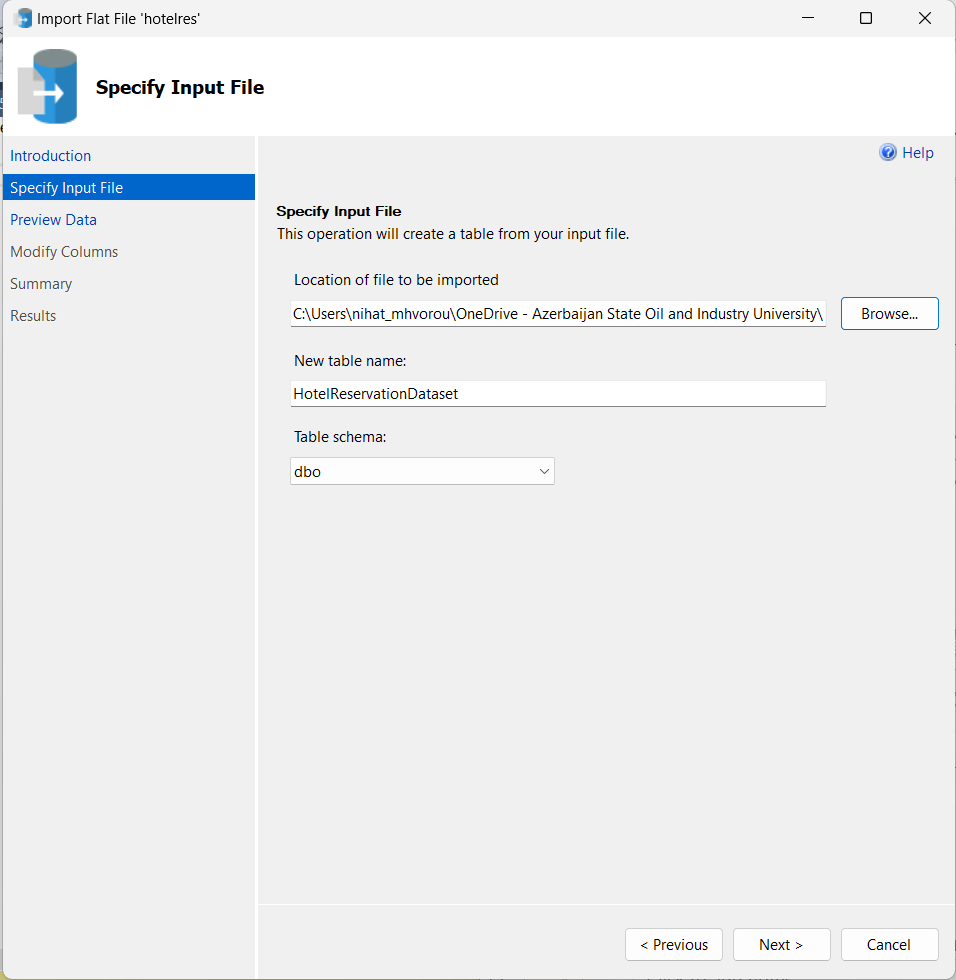 Import Flat File 'hotelres'
Specify Input File
Introduction
Specify Input File
Preview Data
Modify Columns
Summary
Results
Help
Specify Input File
This operation will create a table from your input file.
Location of file to be imported
C:\Users\nihat_mhvorou\OneDrive - Azerbaijan State Oil and Industry University\
Browse...
New table name:
HotelReservationDataset
Table schema:
dbo
< Previous
Next >
Cancel